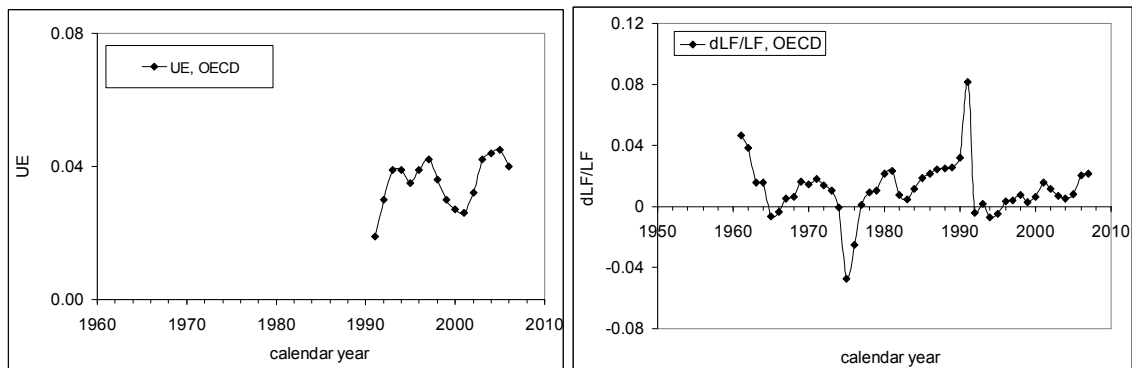 0.08
UE, OECD
UE
0.04
0.00
1960 1970 1980 1990 2000 2010
calendar year
0.12
dLF/LF, OECD
0.08
0.04
dLF/LF
0
1950 1960 1970 1980 1990 2000 2010
-0.04
-0.08
calendar year